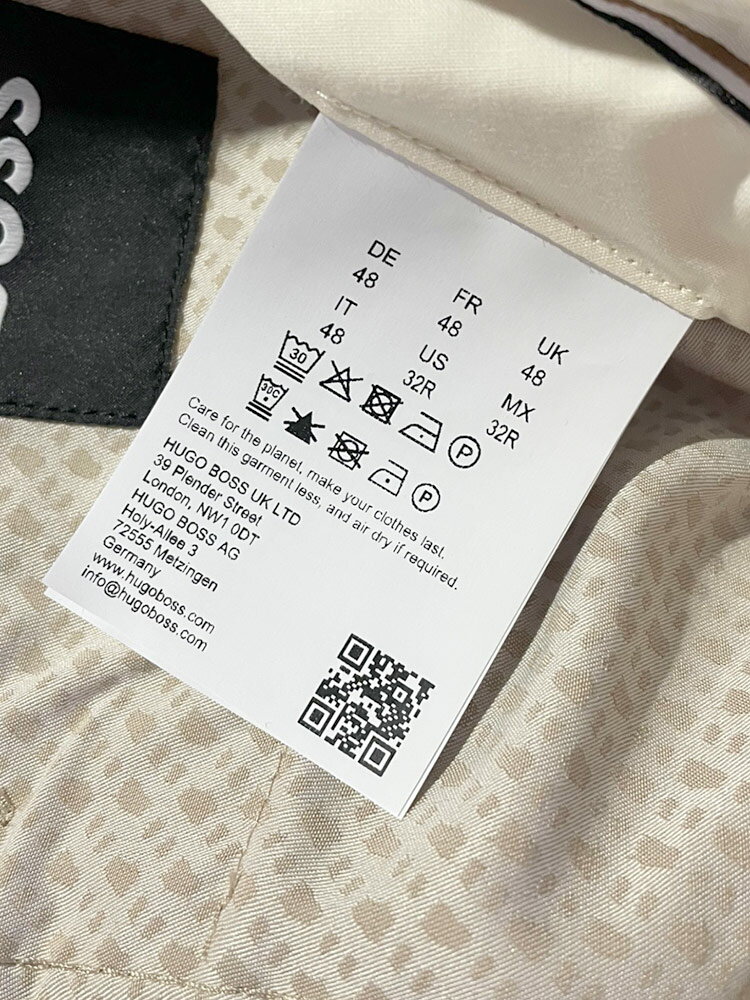 DE
48
FR
48
UK
48
IT
48
US
32R
MX
32R
30
P
30C
P
Care for the planet, make your clothes last.
Clean this garment less, and air dry if required.
HUGO BOSS UK LTD
39 Plender Street
London, NW1 0DT
HUGO BOSS AG
Holy-Allee 3
72555 Metzingen
Germany
www.hugoboss.com
info@hugoboss.com